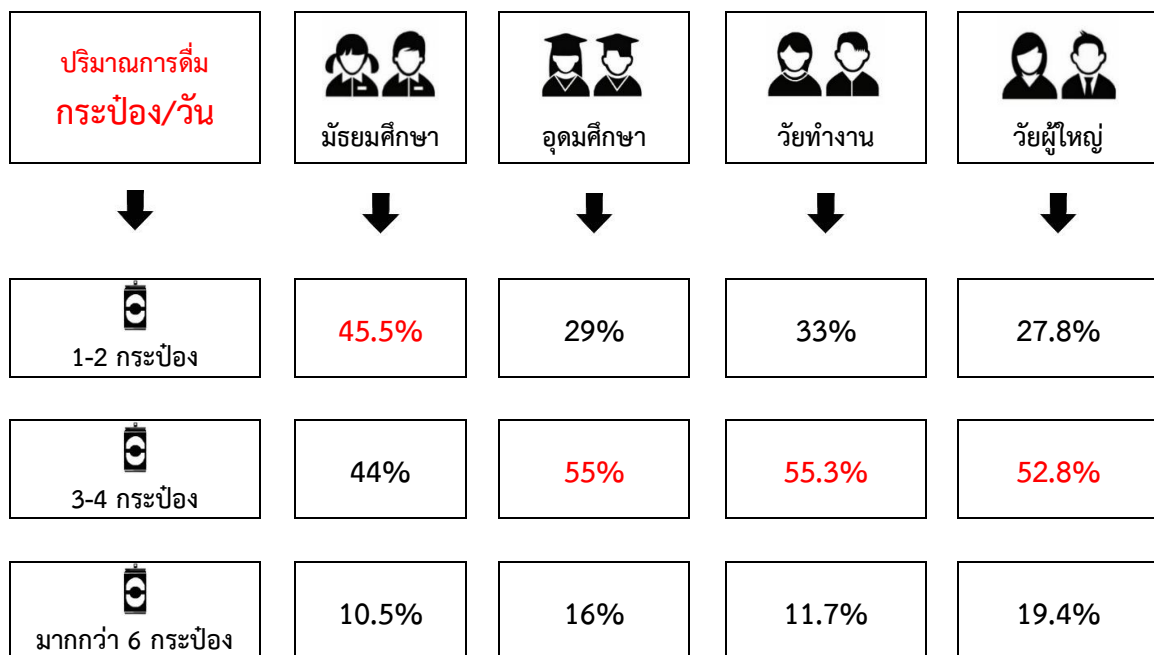 ปริมาณการดื่ม
กระป๋อง/วัน
มัธยมศึกษา
อุดมศึกษา
วัยทำงาน
วัยผู้ใหญ่
1-2 กระป๋อง
45.5%
29%
33%
27.8%
3-4 กระป๋อง
44%
55%
55.3%
52.8%
มากกว่า 6 กระป๋อง
10.5%
16%
11.7%
19.4%